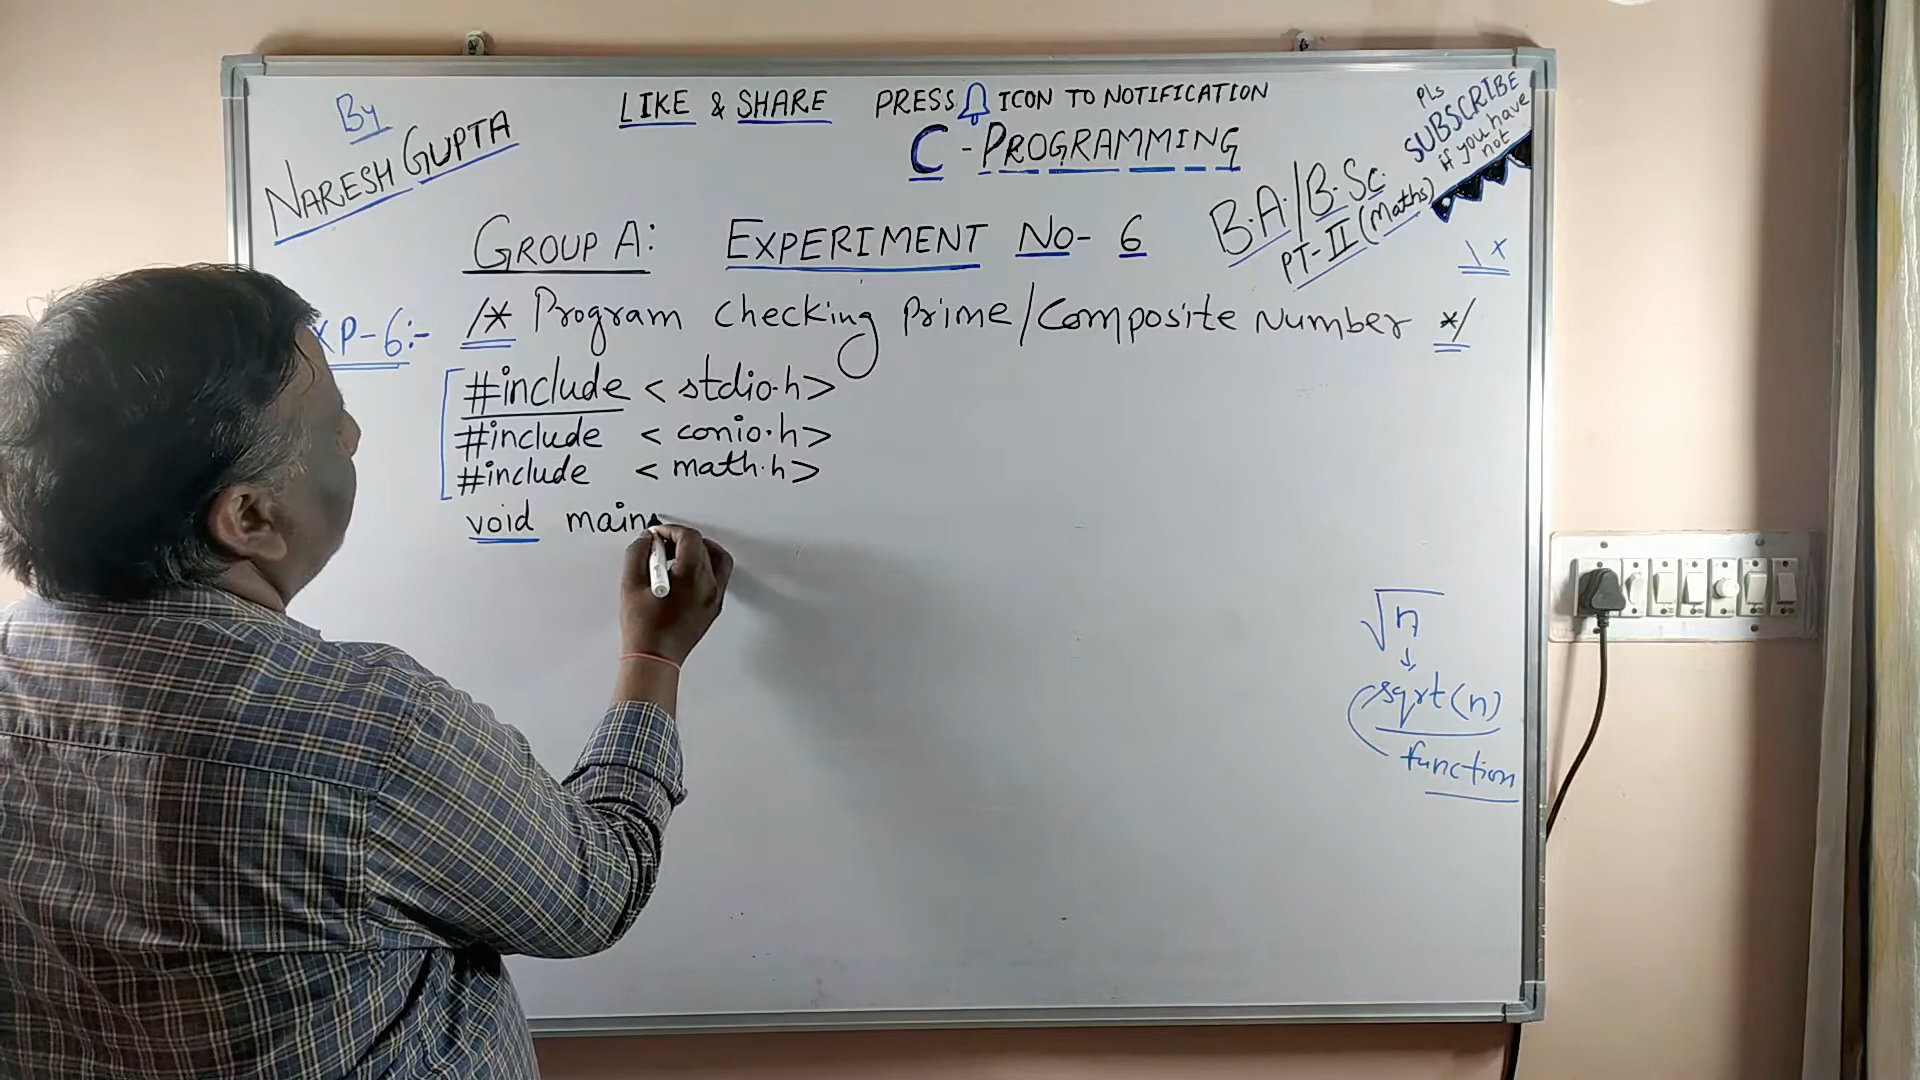 By
NARESH GUPTA
LIKE & SHARE PRESS ICON TO NOTIFICATION
C - PROGRAMMING
PLS
SUBSCRIBE
if you have
not
B.A./B.Sc.
PT-II (Maths)
GROUP A: EXPERIMENT NO- 6
\*
XP-6:- /* Program checking Prime/Composite Number */
#include < stdio.h>
#include < conio.h>
#include < math.h>
void main
√n
↓
sqrt(n)
function